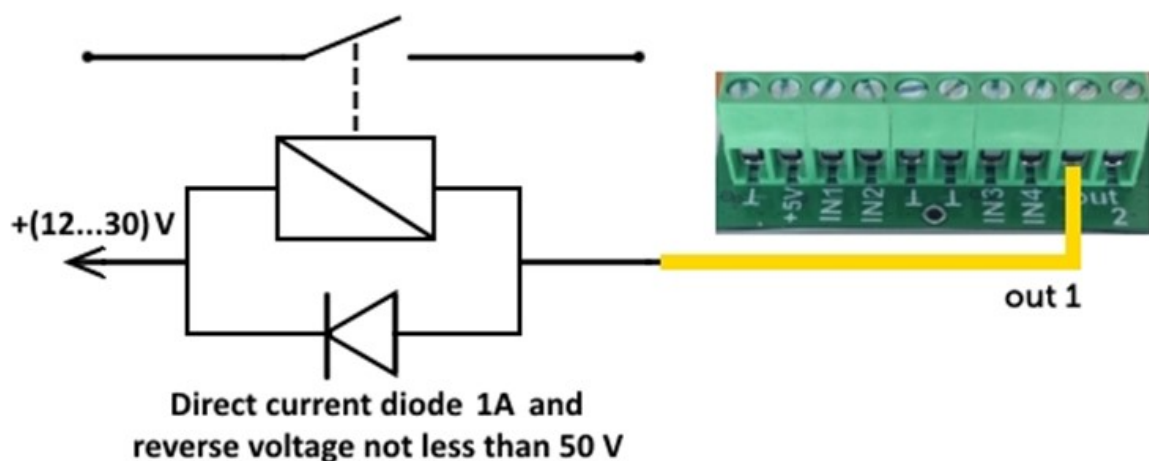 +(12...30) V
⊥ +5V IN1 IN2 ⊥ ⊥ IN3 IN4 out
2
out 1
Direct current diode 1A and
reverse voltage not less than 50 V